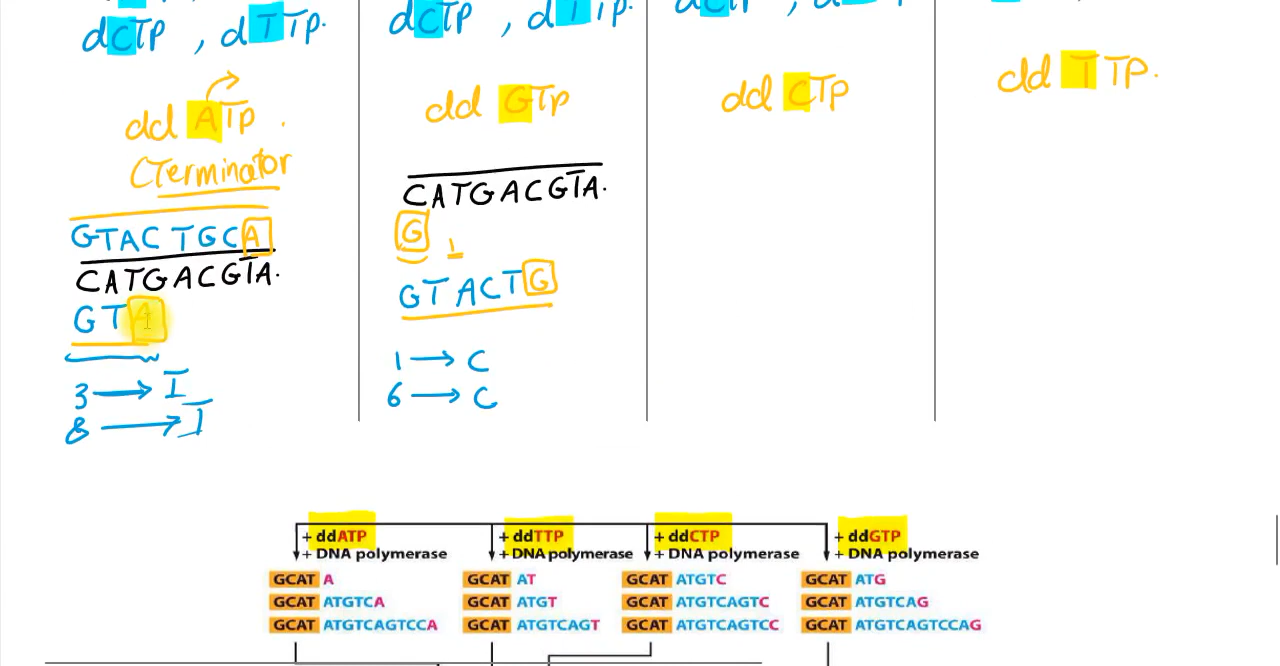 dCTP , dTTP.
ddATP.
(Terminator
GTACTGCA
CATGACGTA.
GTA
3 → T
8 → T
dCTP , dTTP.
ddGTP
CATGACGTA.
G 1
GTACTG
1 → C
6 → C
ddCTP
ddTTP.
+ ddATP
+ DNA polymerase
GCAT A
GCAT ATGTCA
GCAT ATGTCAGTCCA
+ ddTTP
+ DNA polymerase
GCAT AT
GCAT ATGT
GCAT ATGTCAGT
+ ddCTP
+ DNA polymerase
GCAT ATGTC
GCAT ATGTCAGTC
GCAT ATGTCAGTCC
+ ddGTP
+ DNA polymerase
GCAT ATG
GCAT ATGTCAG
GCAT ATGTCAGTCCAG